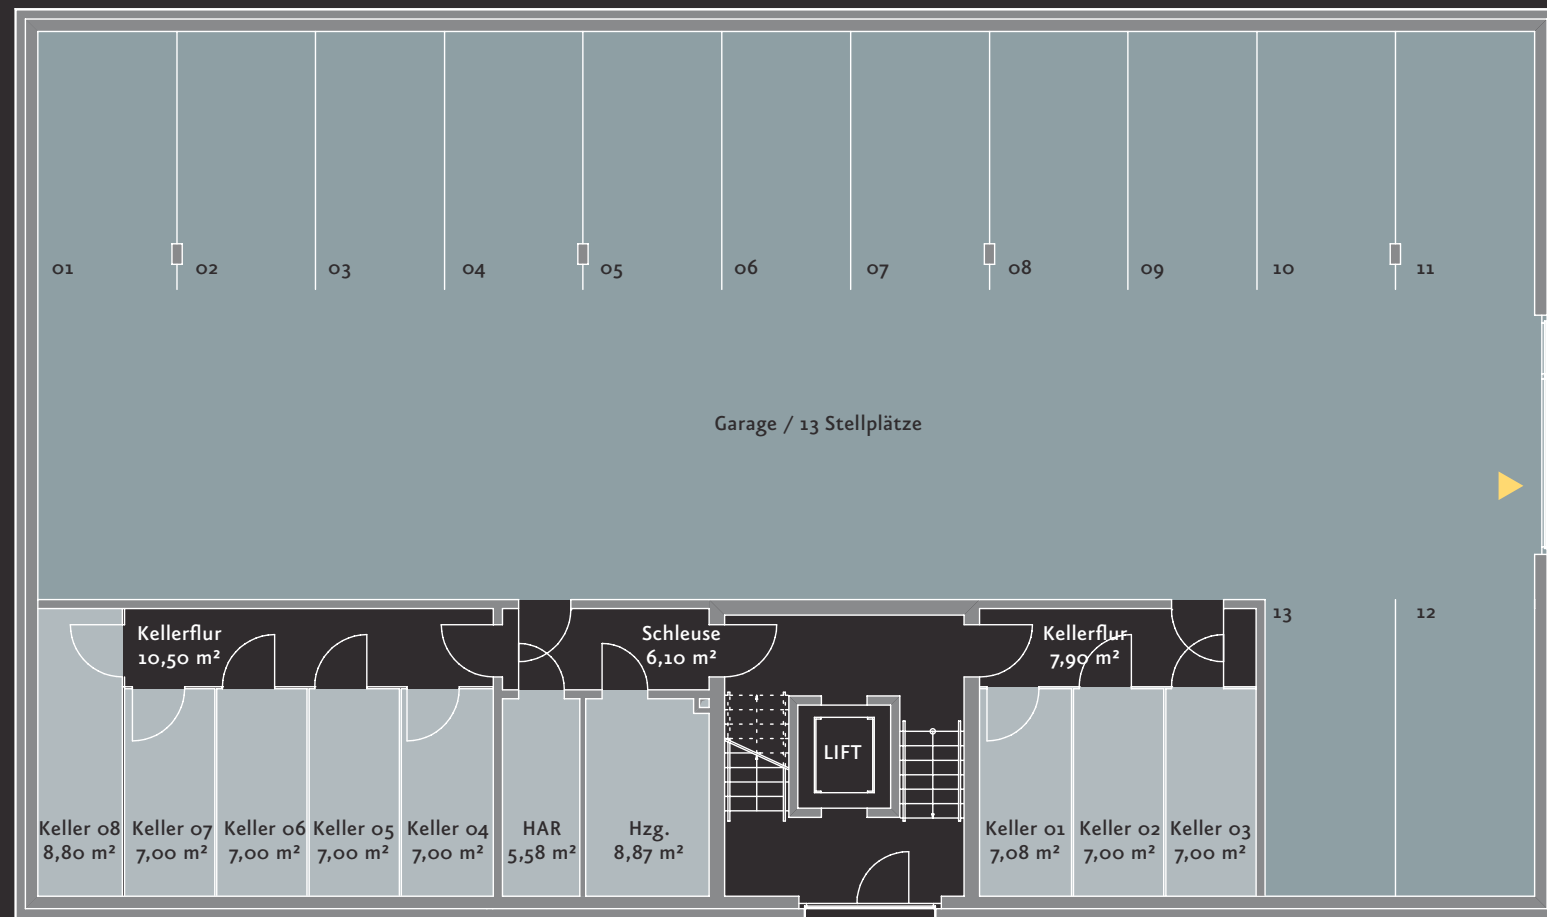 01 02 03 04 05 06 07 08 09 10 11
Garage / 13 Stellplätze
13 12
Kellerflur
10,50 m²
Schleuse
6,10 m²
Kellerflur
7,90 m²
LIFT
Keller 08
8,80 m²
Keller 07
7,00 m²
Keller 06
7,00 m²
Keller 05
7,00 m²
Keller 04
7,00 m²
HAR
5,58 m²
Hzg.
8,87 m²
Keller 01
7,08 m²
Keller 02
7,00 m²
Keller 03
7,00 m²